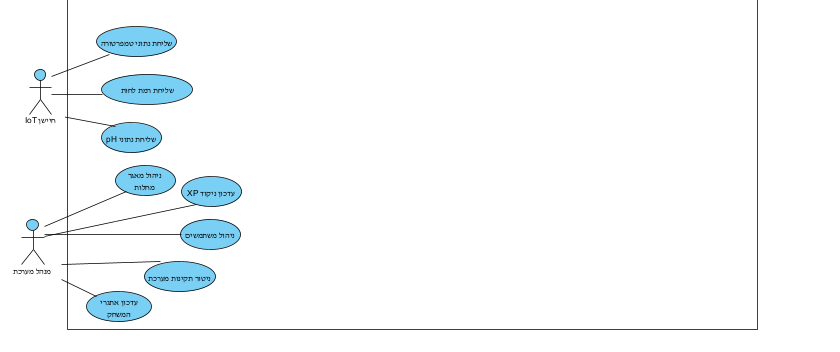 שליחת נתוני טמפרטורה
שליחת רמת לחות
חיישן IoT
שליחת נתוני pH
ניהול מאגר
מחלות
עדכון ניקוד XP
ניהול משתמשים
מנהל מערכת
ניטור תקינות מערכת
עדכון אתגרי
המשחק